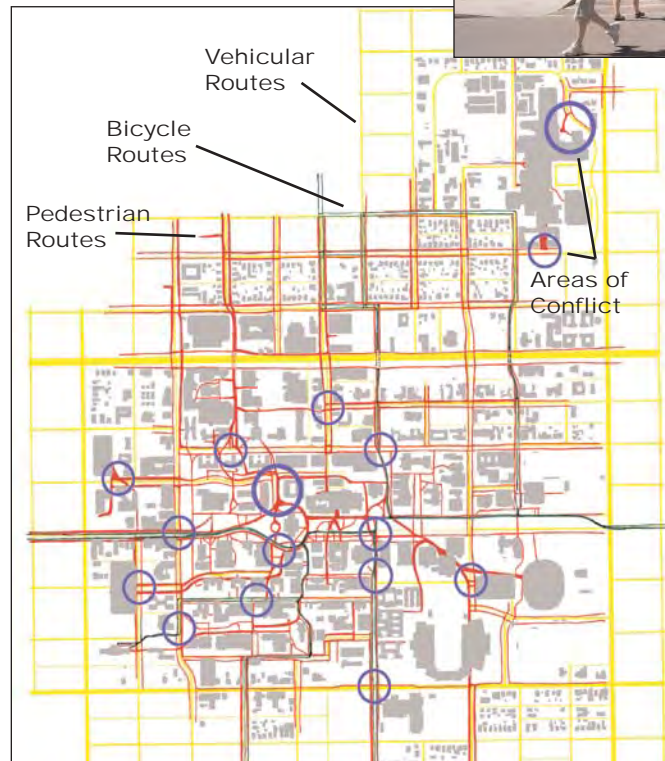 Vehicular
Routes
Bicycle
Routes
Pedestrian
Routes
Areas of
Conflict